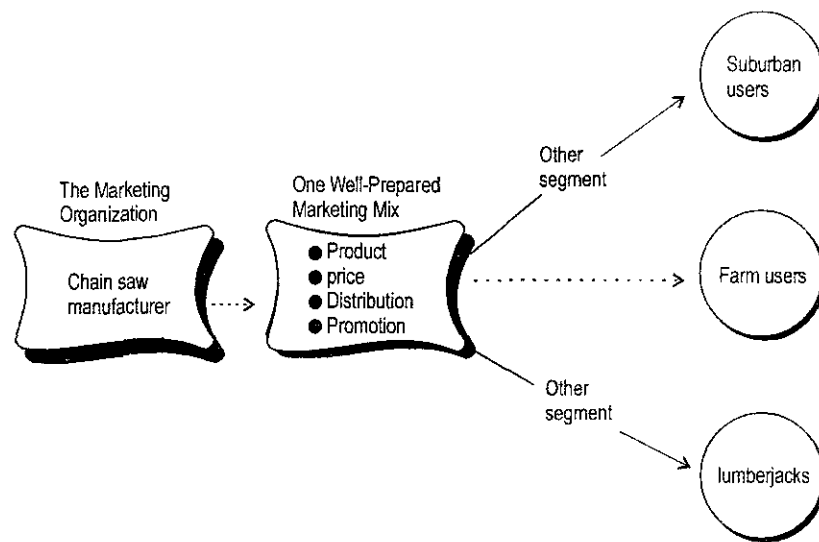 Suburban
users
Other
segment
The Marketing
Organization
One Well-Prepared
Marketing Mix
Chain saw
manufacturer
● Product
● price
● Distribution
● Promotion
Farm users
Other
segment
lumberjacks